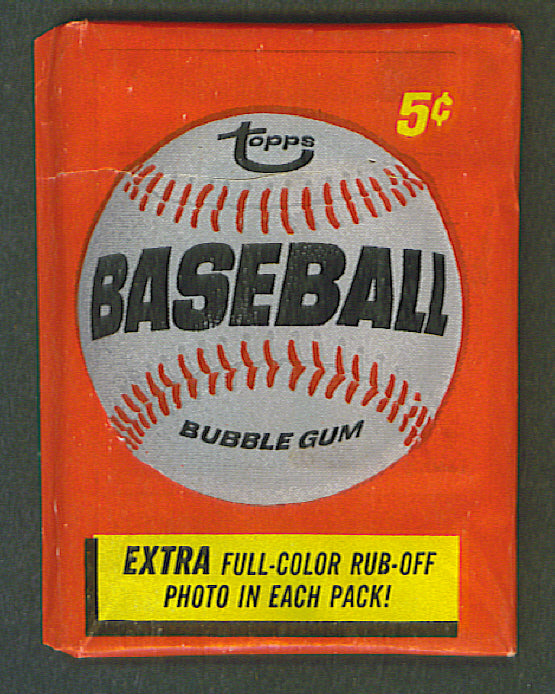 5¢
topps
BASEBALL
BUBBLE GUM
EXTRA FULL-COLOR RUB-OFF
PHOTO IN EACH PACK!